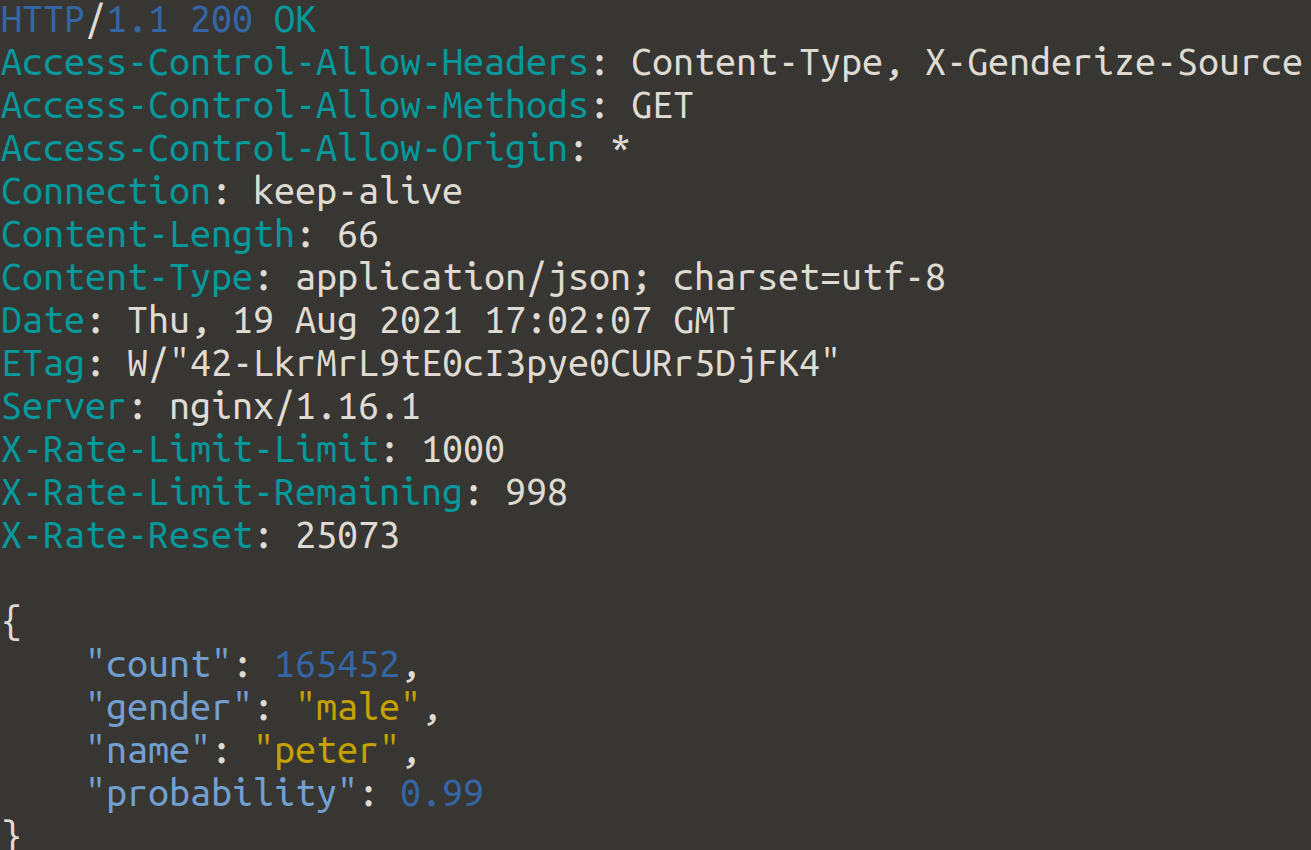 HTTP/1.1 200 OK
Access-Control-Allow-Headers: Content-Type, X-Genderize-Source
Access-Control-Allow-Methods: GET
Access-Control-Allow-Origin: *
Connection: keep-alive
Content-Length: 66
Content-Type: application/json; charset=utf-8
Date: Thu, 19 Aug 2021 17:02:07 GMT
ETag: W/"42-LkrMrL9tE0cI3pye0CURr5DjFK4"
Server: nginx/1.16.1
X-Rate-Limit-Limit: 1000
X-Rate-Limit-Remaining: 998
X-Rate-Reset: 25073

{
    "count": 165452,
    "gender": "male",
    "name": "peter",
    "probability": 0.99
}